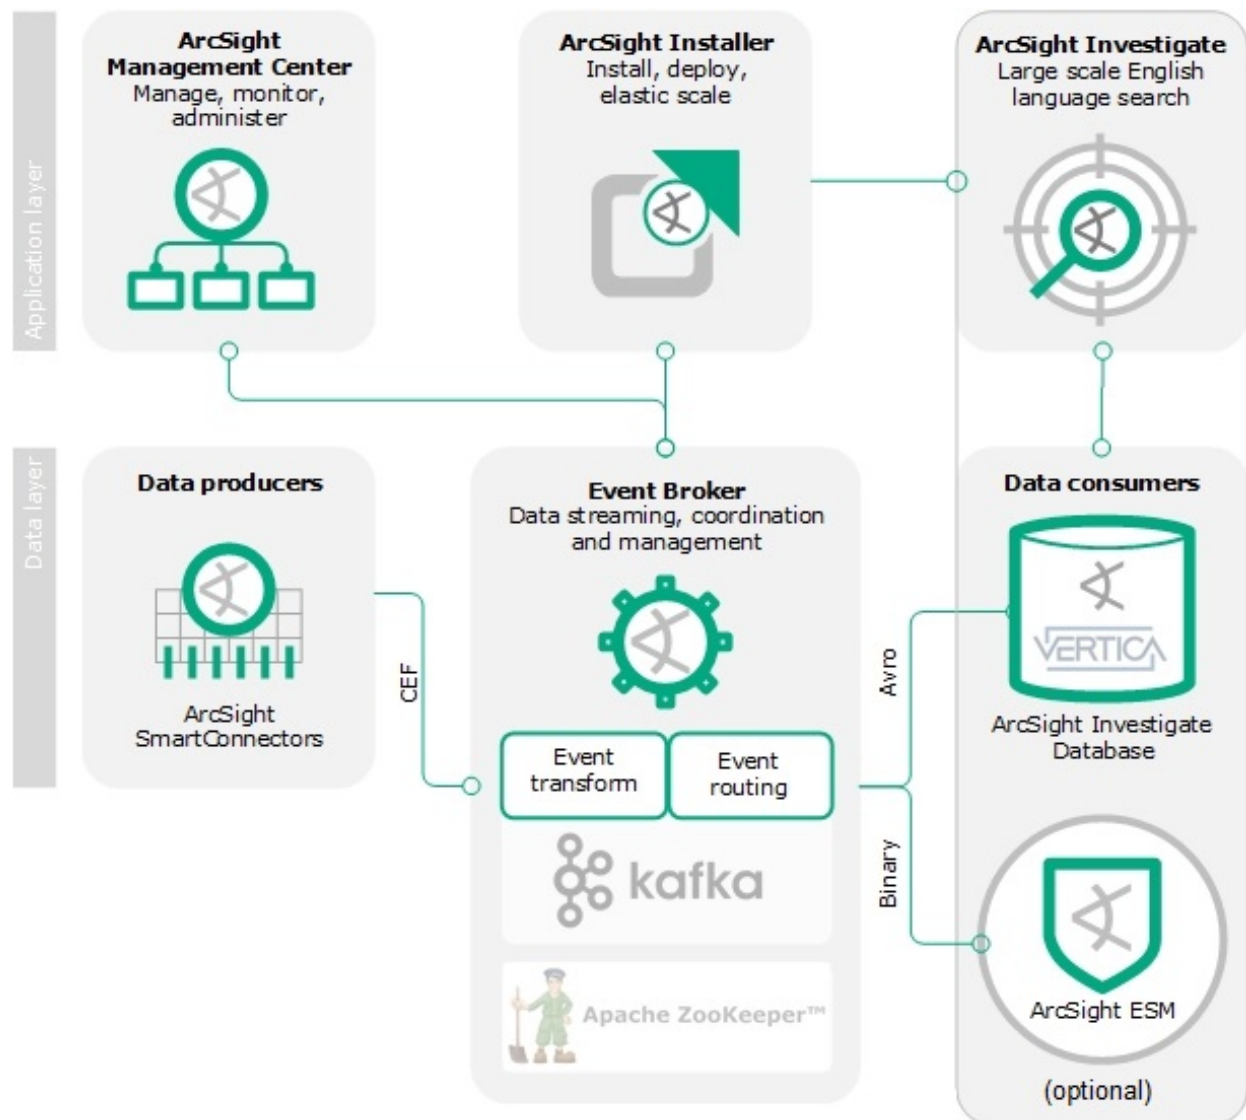 Application layer
ArcSight
Management Center
Manage, monitor,
administer
ArcSight Installer
Install, deploy,
elastic scale
ArcSight Investigate
Large scale English
language search
Data layer
Data producers
ArcSight
SmartConnectors
CEF
Event Broker
Data streaming, coordination
and management
Event
transform
Event
routing
kafka
Apache ZooKeeper™
Avro
Binary
Data consumers
VERTICA
ArcSight Investigate
Database
ArcSight ESM
(optional)